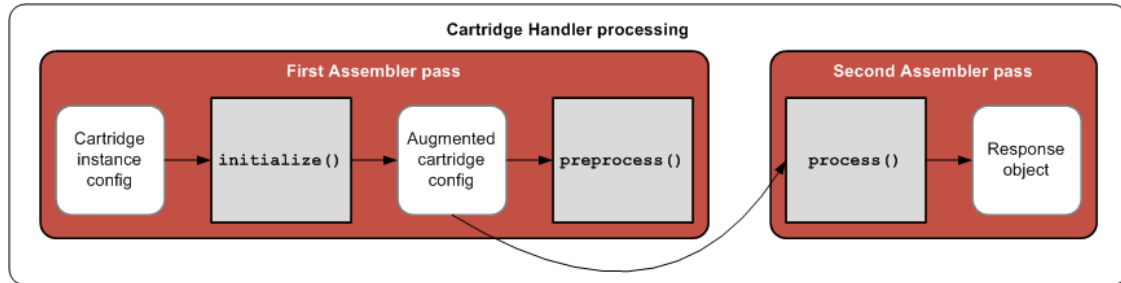 Cartridge Handler processing
First Assembler pass
Second Assembler pass
Cartridge
instance
config
initialize()
Augmented
cartridge
config
preprocess()
process()
Response
object